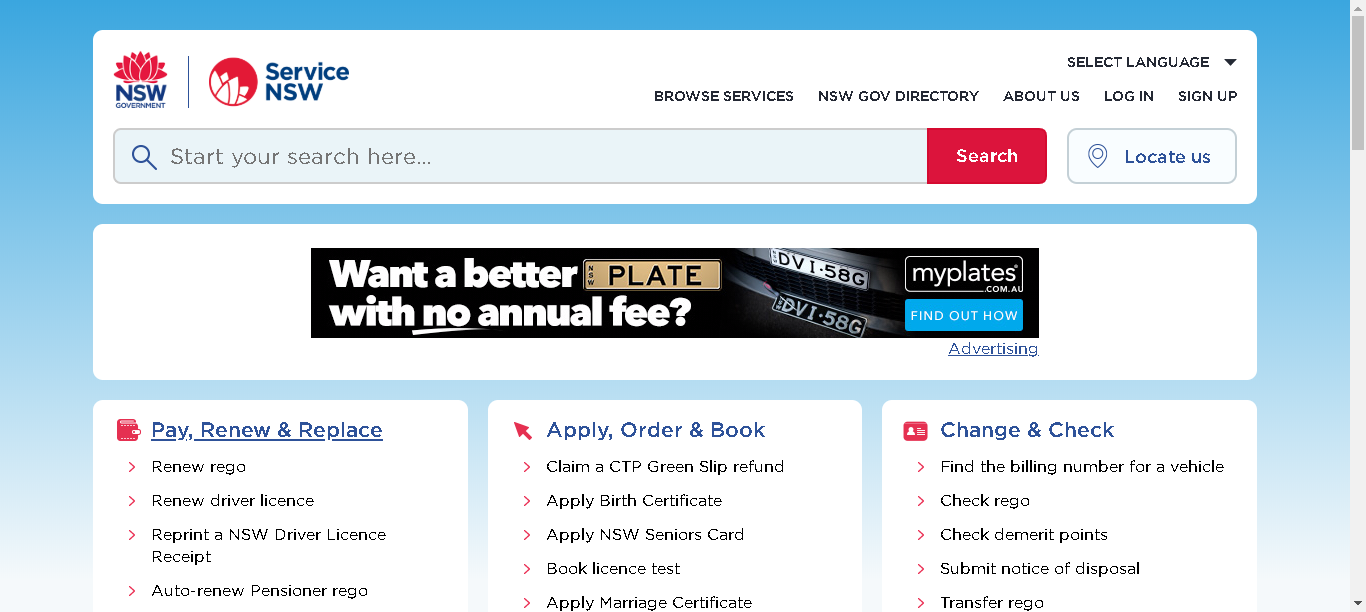 SELECT LANGUAGE
NSW
GOVERNMENT
Service
NSW
BROWSE SERVICES NSW GOV DIRECTORY ABOUT US LOG IN SIGN UP
Start your search here...
Search
Locate us
Want a better NSW PLATE
with no annual fee?
DVI·58G
DVI·58G
myplates
.COM.AU
FIND OUT HOW
Advertising
Pay, Renew & Replace
Renew rego
Renew driver licence
Reprint a NSW Driver Licence
Receipt
Auto-renew Pensioner rego
Apply, Order & Book
Claim a CTP Green Slip refund
Apply Birth Certificate
Apply NSW Seniors Card
Book licence test
Apply Marriage Certificate
Change & Check
Find the billing number for a vehicle
Check rego
Check demerit points
Submit notice of disposal
Transfer rego